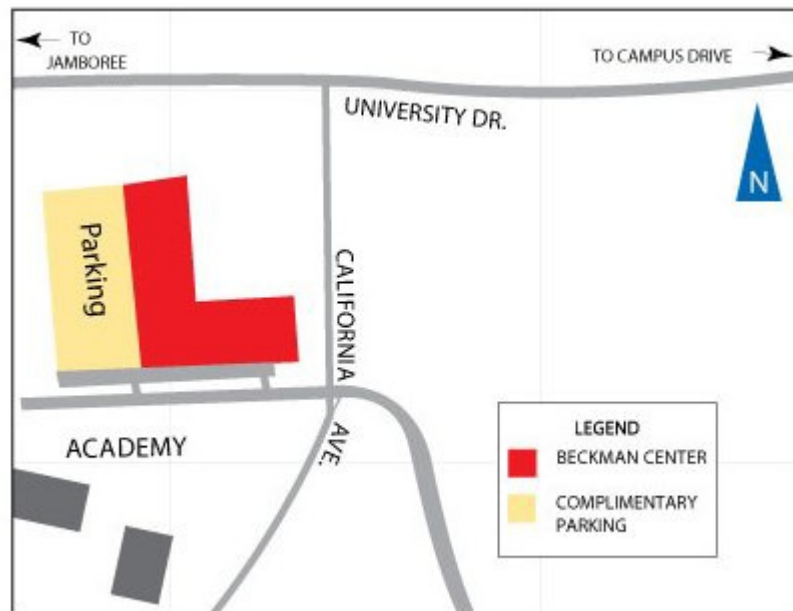 TO
JAMBOREE
TO CAMPUS DRIVE
UNIVERSITY DR.
N
Parking
CALIFORNIA
AVE.
ACADEMY
LEGEND
BECKMAN CENTER
COMPLIMENTARY
PARKING